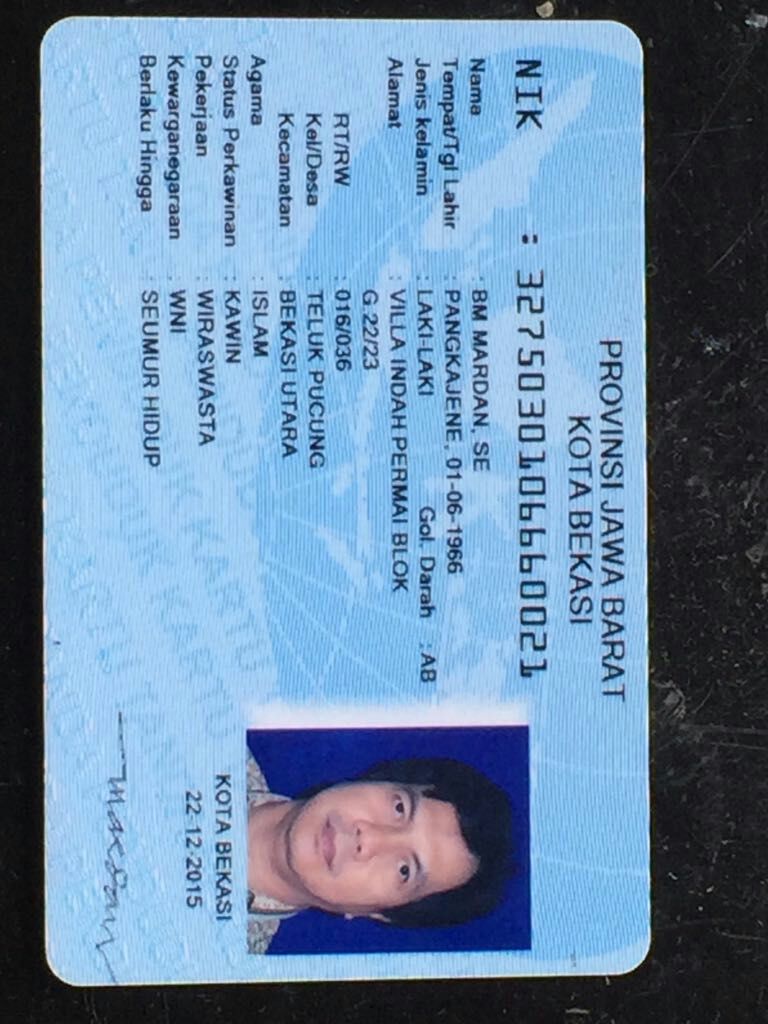 PROVINSI JAWA BARAT
KOTA BEKASI
NIK : 3275030106660021
Nama : BM MARDAN, SE
Tempat/Tgl Lahir : PANGKAJENE, 01-06-1966
Jenis kelamin : LAKI-LAKI Gol. Darah : AB
Alamat : VILLA INDAH PERMAI BLOK
G 22/23
RT/RW : 016/036
Kel/Desa : TELUK PUCUNG
Kecamatan : BEKASI UTARA
Agama : ISLAM
Status Perkawinan : KAWIN
Pekerjaan : WIRASWASTA
Kewarganegaraan : WNI
Berlaku Hingga : SEUMUR HIDUP
KOTA BEKASI
22-12-2015